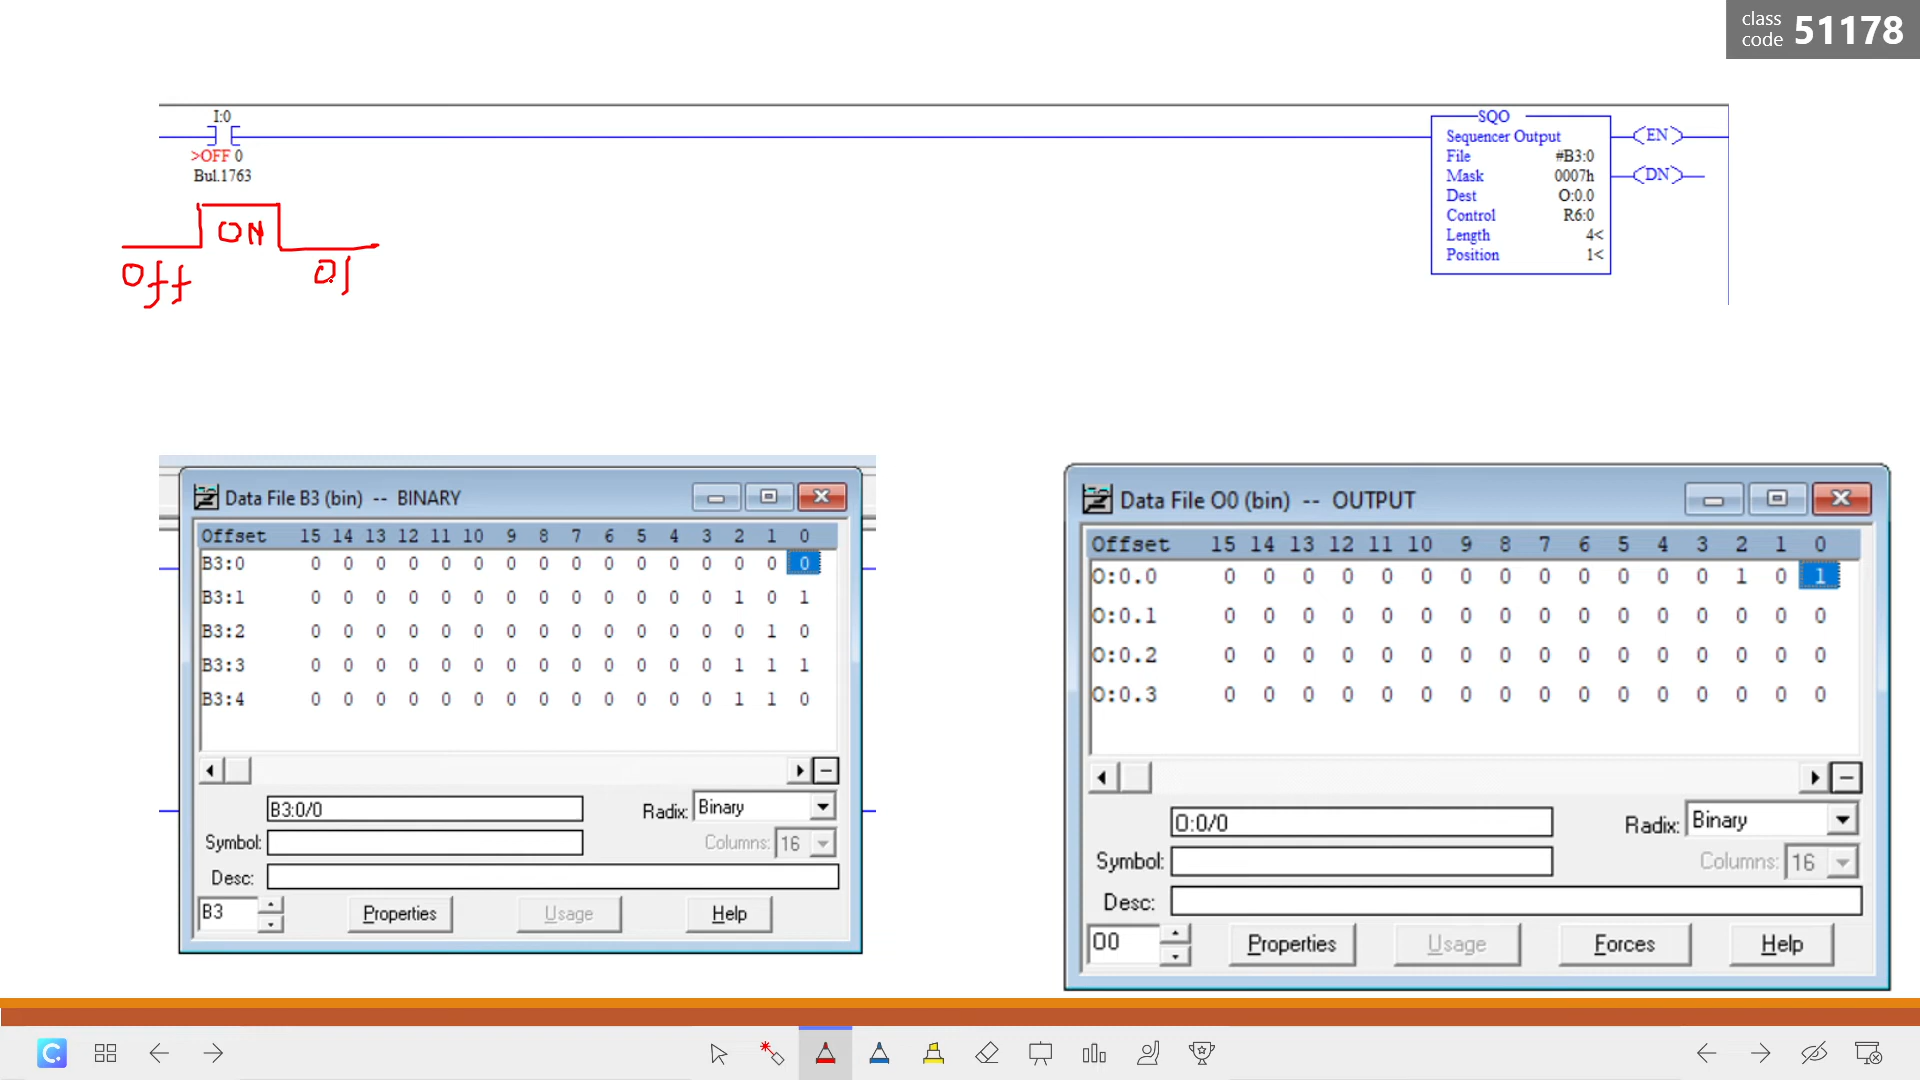 class code 51178
I:0
>OFF 0
Bul.1763
ON
Off
SQO
Sequencer Output
File #B3:0
Mask 0007h
Dest O:0.0
Control R6:0
Length 4<
Position 1<
EN
DN
Data File B3 (bin) -- BINARY
Offset 15 14 13 12 11 10 9 8 7 6 5 4 3 2 1 0
B3:0 0 0 0 0 0 0 0 0 0 0 0 0 0 0 0 0
B3:1 0 0 0 0 0 0 0 0 0 0 0 0 0 1 0 1
B3:2 0 0 0 0 0 0 0 0 0 0 0 0 0 0 1 0
B3:3 0 0 0 0 0 0 0 0 0 0 0 0 0 1 1 1
B3:4 0 0 0 0 0 0 0 0 0 0 0 0 0 1 1 0
B3:0/0
Radix: Binary
Symbol:
Columns: 16
Desc:
B3
Properties Usage Help
Data File O0 (bin) -- OUTPUT
Offset 15 14 13 12 11 10 9 8 7 6 5 4 3 2 1 0
O:0.0 0 0 0 0 0 0 0 0 0 0 0 0 0 1 0 1
O:0.1 0 0 0 0 0 0 0 0 0 0 0 0 0 0 0 0
O:0.2 0 0 0 0 0 0 0 0 0 0 0 0 0 0 0 0
O:0.3 0 0 0 0 0 0 0 0 0 0 0 0 0 0 0 0
O:0/0
Radix: Binary
Symbol:
Columns: 16
Desc:
O0
Properties Usage Forces Help